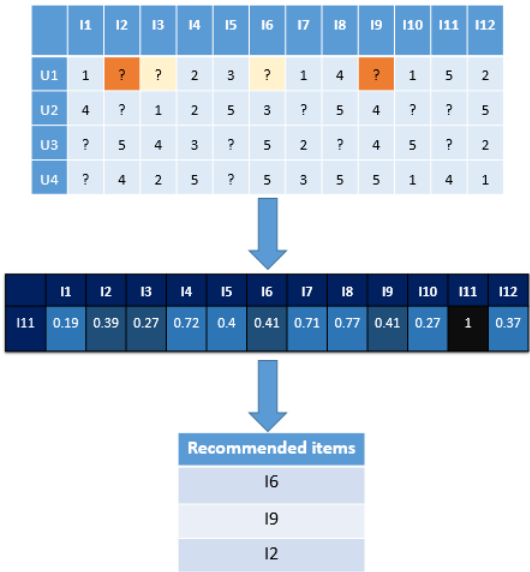 I1 I2 I3 I4 I5 I6 I7 I8 I9 I10 I11 I12
U1 1 ? ? 2 3 ? 1 4 ? 1 5 2
U2 4 ? 1 2 5 3 ? 5 4 ? ? 5
U3 ? 5 4 3 ? 5 2 ? 4 5 ? 2
U4 ? 4 2 5 ? 5 3 5 5 1 4 1
I1 I2 I3 I4 I5 I6 I7 I8 I9 I10 I11 I12
I11 0.19 0.39 0.27 0.72 0.4 0.41 0.71 0.77 0.41 0.27 1 0.37
Recommended items
I6
I9
I2